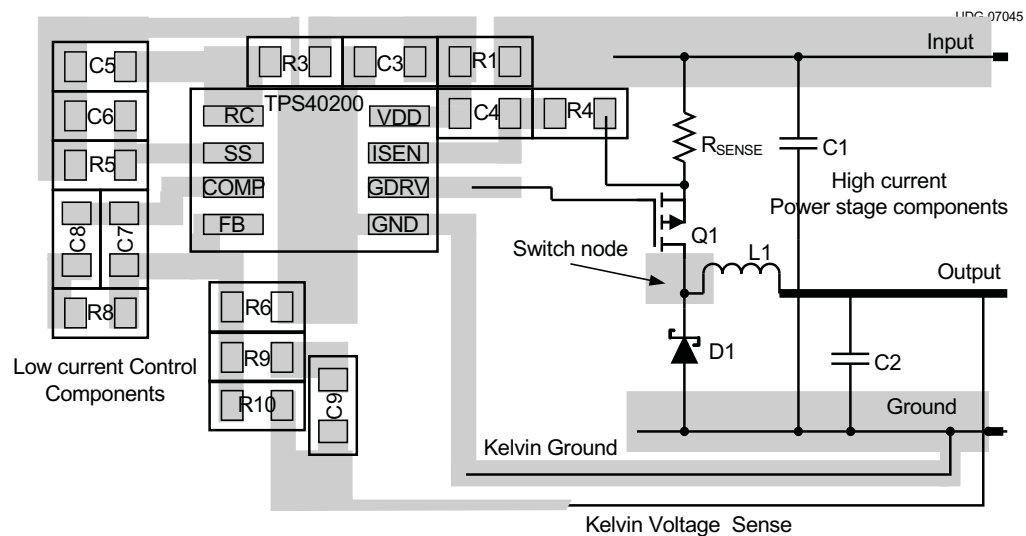 UDG 07045
Input
C5
R3
C3
R1
TPS40200
C6
RC
VDD
C4
R4
RSENSE
C1
R5
SS
ISEN
High current
Power stage components
COMP
GDRV
C8
C7
FB
GND
Q1
Switch node
L1
Output
R8
R6
Low current Control
Components
R9
D1
C2
R10
C9
Ground
Kelvin Ground
Kelvin Voltage Sense